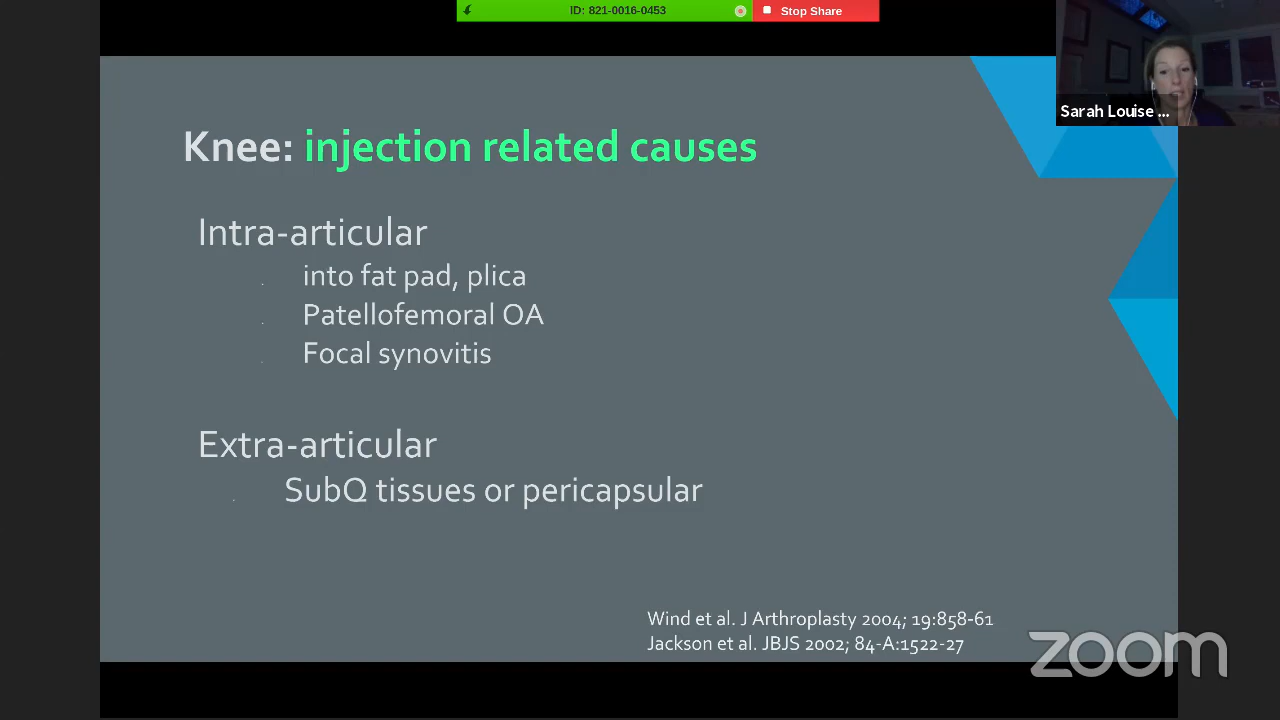 ID: 821-0016-0453
Stop Share
Sarah Louise ...
Knee: injection related causes
Intra-articular
into fat pad, plica
Patellofemoral OA
Focal synovitis
Extra-articular
SubQ tissues or pericapsular
Wind et al. J Arthroplasty 2004; 19:858-61
Jackson et al. JBJS 2002; 84-A:1522-27
zoom